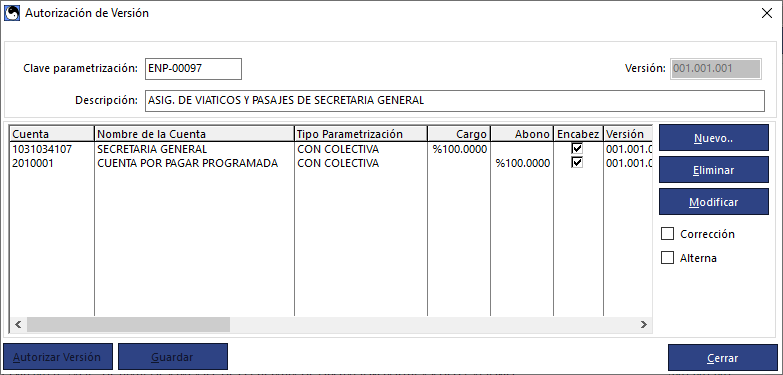 Autorización de Versión
Clave parametrización: ENP-00097 Versión: 001.001.001
Descripción: ASIG. DE VIATICOS Y PASAJES DE SECRETARIA GENERAL
Cuenta Nombre de la Cuenta Tipo Parametrización Cargo Abono Encabez Versión
1031034107 SECRETARIA GENERAL CON COLECTIVA %100.0000 001.001.0
2010001 CUENTA POR PAGAR PROGRAMADA CON COLECTIVA %100.0000 001.001.0
Nuevo..
Eliminar
Modificar
Corrección
Alterna
Autorizar Versión Guardar Cerrar